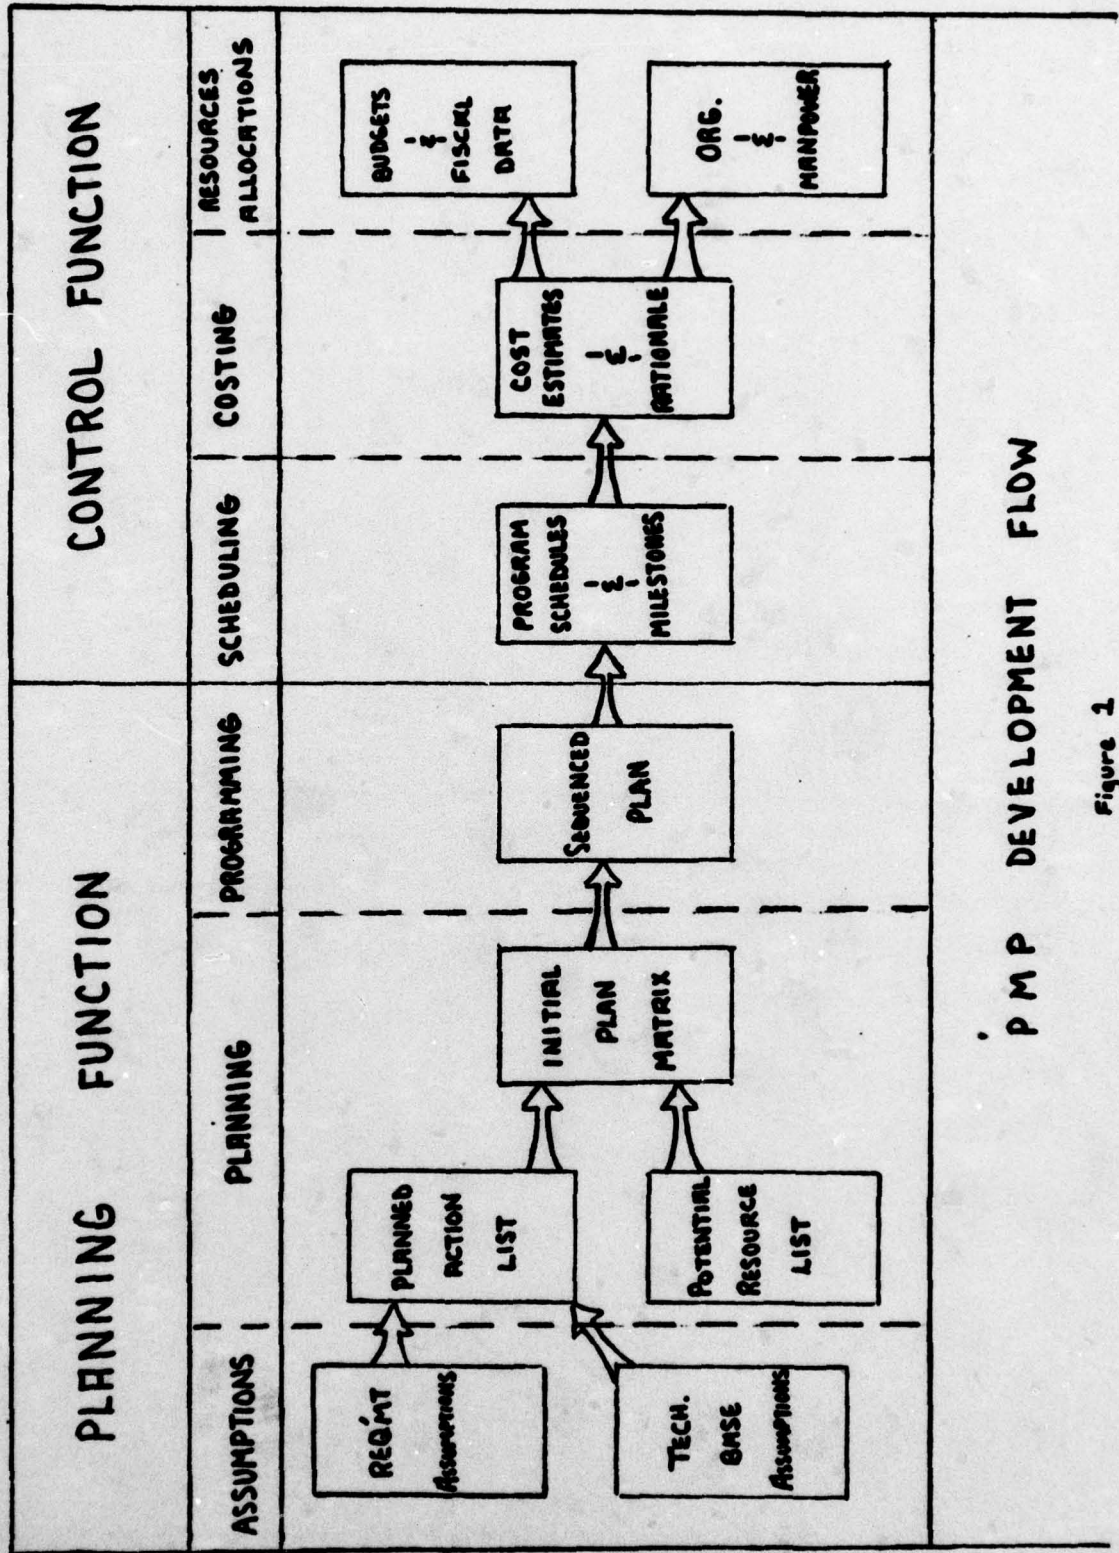 PLANNING FUNCTION
CONTROL FUNCTION
ASSUMPTIONS
PLANNING
PROGRAMMING
SCHEDULING
COSTING
RESOURCES
ALLOCATIONS
REQ'MT
ASSUMPTIONS
TECH.
BASE
ASSUMPTIONS
PLANNED
ACTION
LIST
POTENTIAL
RESOURCE
LIST
INITIAL
PLAN
MATRIX
SEQUENCED
PLAN
PROGRAM
SCHEDULES
&
MILESTONES
COST
ESTIMATES
&
RATIONALE
BUDGETS
&
FISCAL
DATA
ORG.
&
MANPOWER
PMP DEVELOPMENT FLOW
Figure 1